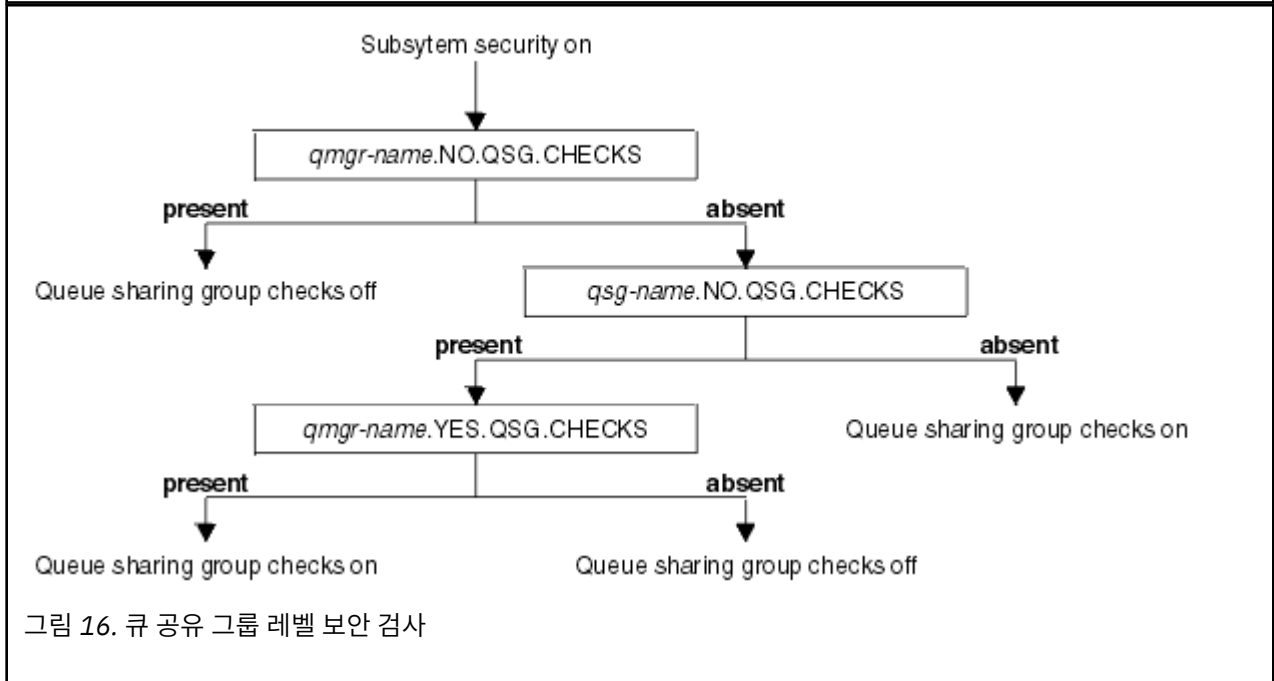 Subsytem security on
qmgr-name.NO.QSG.CHECKS
present absent
Queue sharing group checks off
qsg-name.NO.QSG.CHECKS
present absent
qmgr-name.YES.QSG.CHECKS
Queue sharing group checks on
present absent
Queue sharing group checks on
Queue sharing group checks off
그림 16. 큐 공유 그룹 레벨 보안 검사